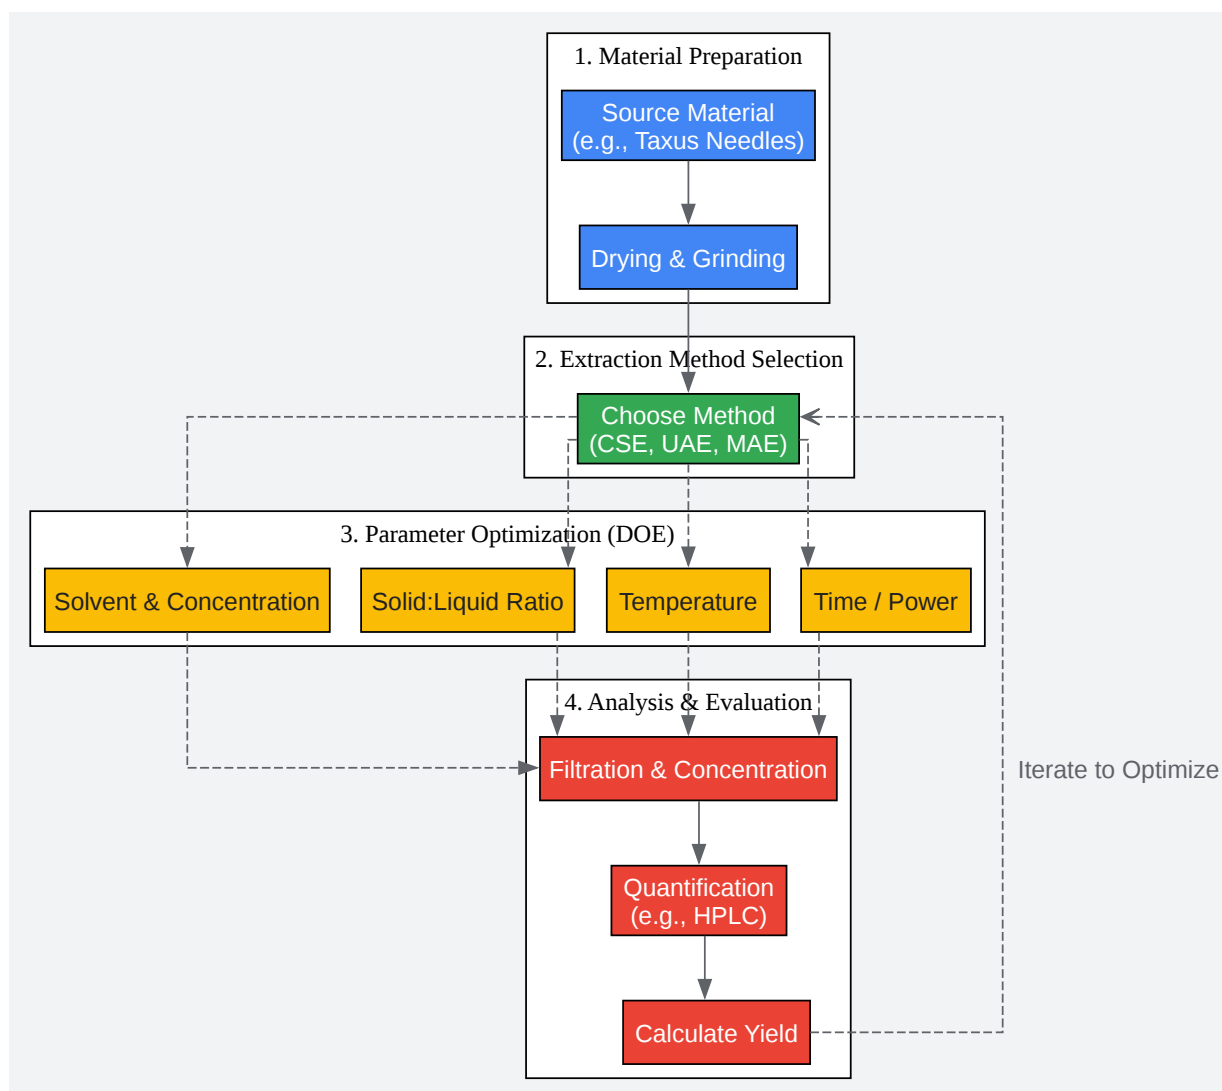 1. Material Preparation
Source Material
(e.g., Taxus Needles)
Drying & Grinding
2. Extraction Method Selection
Choose Method
(CSE, UAE, MAE)
3. Parameter Optimization (DOE)
Solvent & Concentration
Solid:Liquid Ratio
Temperature
Time / Power
4. Analysis & Evaluation
Filtration & Concentration
Iterate to Optimize
Quantification
(e.g., HPLC)
Calculate Yield